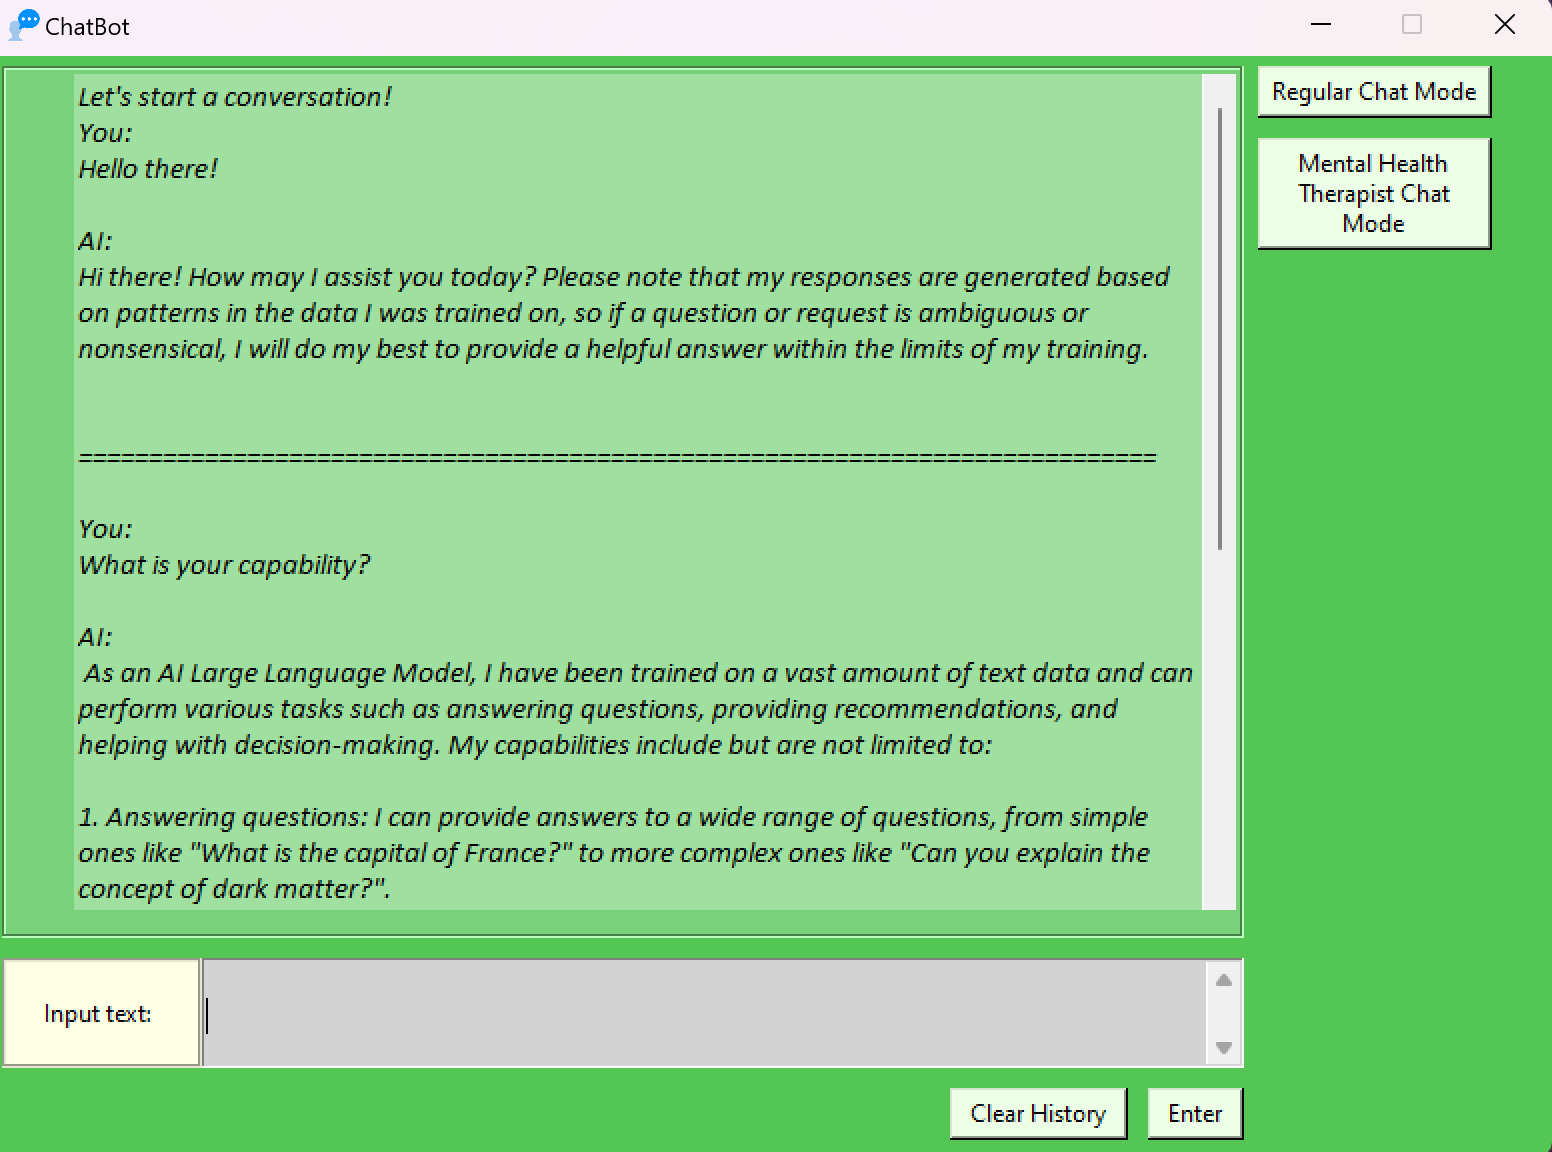 ChatBot
Let's start a conversation!
You:
Hello there!
AI:
Hi there! How may I assist you today? Please note that my responses are generated based
on patterns in the data I was trained on, so if a question or request is ambiguous or
nonsensical, I will do my best to provide a helpful answer within the limits of my training.
=============================================================================
You:
What is your capability?
AI:
As an AI Large Language Model, I have been trained on a vast amount of text data and can
perform various tasks such as answering questions, providing recommendations, and
helping with decision-making. My capabilities include but are not limited to:
1. Answering questions: I can provide answers to a wide range of questions, from simple
ones like "What is the capital of France?" to more complex ones like "Can you explain the
concept of dark matter?".
Regular Chat Mode
Mental Health
Therapist Chat
Mode
Input text:
Clear History
Enter